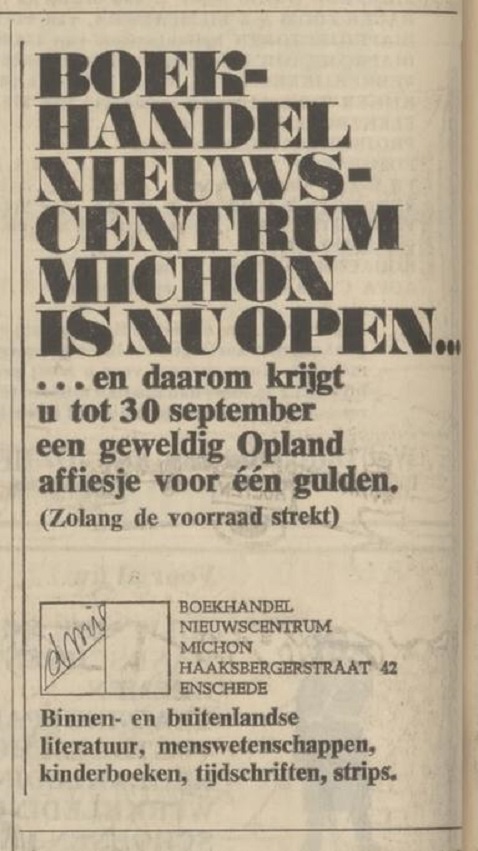 BOEK-
HANDEL
NIEUWS-
CENTRUM
MICHON
IS NÙ OPEN...
...en daarom krijgt
u tot 30 september
een geweldig Opland
affiesje voor één gulden.
(Zolang de voorraad strekt)
dmic
BOEKHANDEL
NIEUWSCENTRUM
MICHON
HAAKSBERGERSTRAAT 42
ENSCHEDE
Binnen- en buitenlandse
literatuur, menswetenschappen,
kinderboeken, tijdschriften, strips.